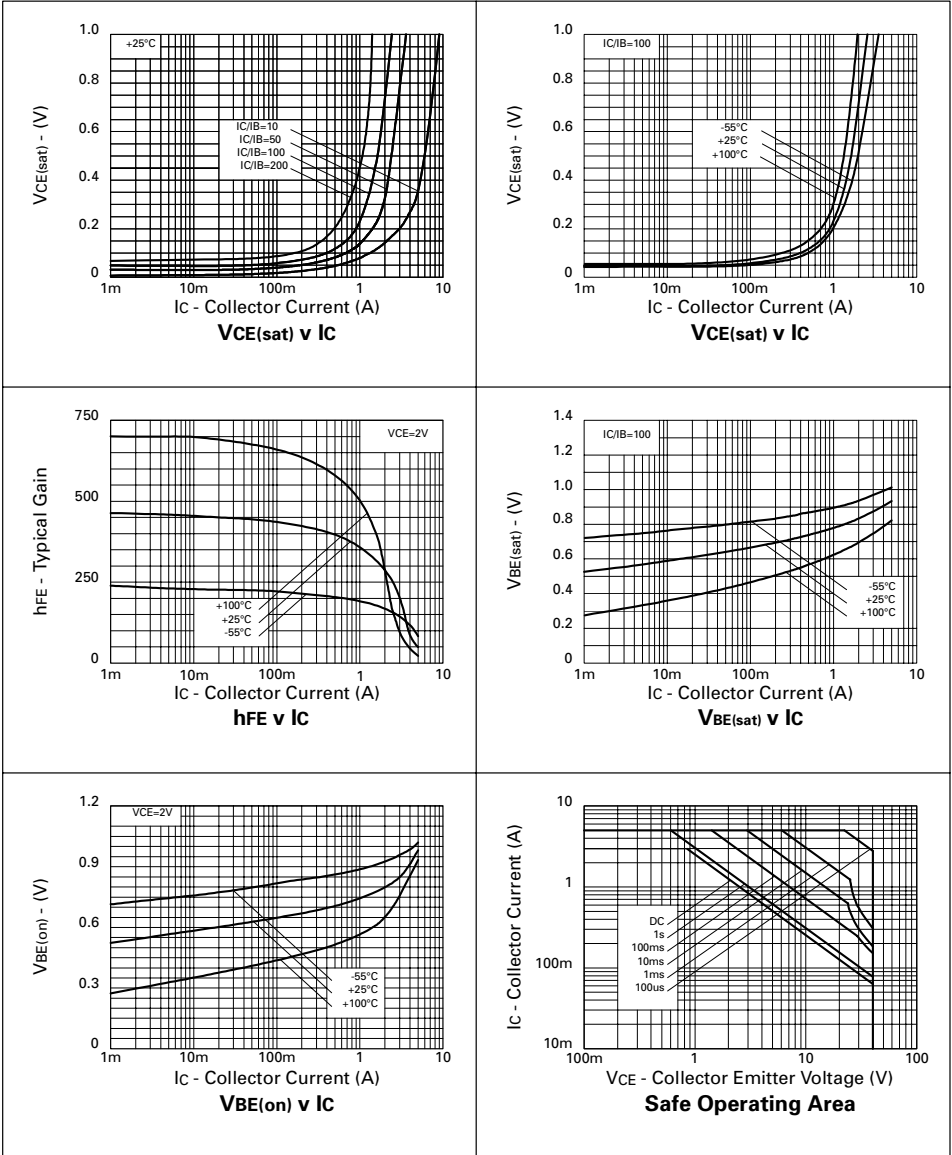 1.0
0.8
0.6
0.4
0.2
0
+25°C
IC/IB=10
IC/IB=50
IC/IB=100
IC/IB=200
VCE(sat) - (V)
1m 10m 100m 1 10
IC - Collector Current (A)
VCE(sat) v IC
1.0
0.8
0.6
0.4
0.2
0
IC/IB=100
-55°C
+25°C
+100°C
VCE(sat) - (V)
1m 10m 100m 1 10
IC - Collector Current (A)
VCE(sat) v IC
750
500
250
0
VCE=2V
+100°C
+25°C
-55°C
hFE - Typical Gain
1m 10m 100m 1 10
IC - Collector Current (A)
hFE v IC
1.4
1.2
1.0
0.8
0.6
0.4
0.2
0
IC/IB=100
-55°C
+25°C
+100°C
VBE(sat) - (V)
1m 10m 100m 1 10
IC - Collector Current (A)
VBE(sat) v IC
1.2
0.9
0.6
0.3
0
VCE=2V
-55°C
+25°C
+100°C
VBE(on) - (V)
1m 10m 100m 1 10
IC - Collector Current (A)
VBE(on) v IC
10
1
100m
10m
DC
1s
100ms
10ms
1ms
100us
IC - Collector Current (A)
100m 1 10 100
VCE - Collector Emitter Voltage (V)
Safe Operating Area